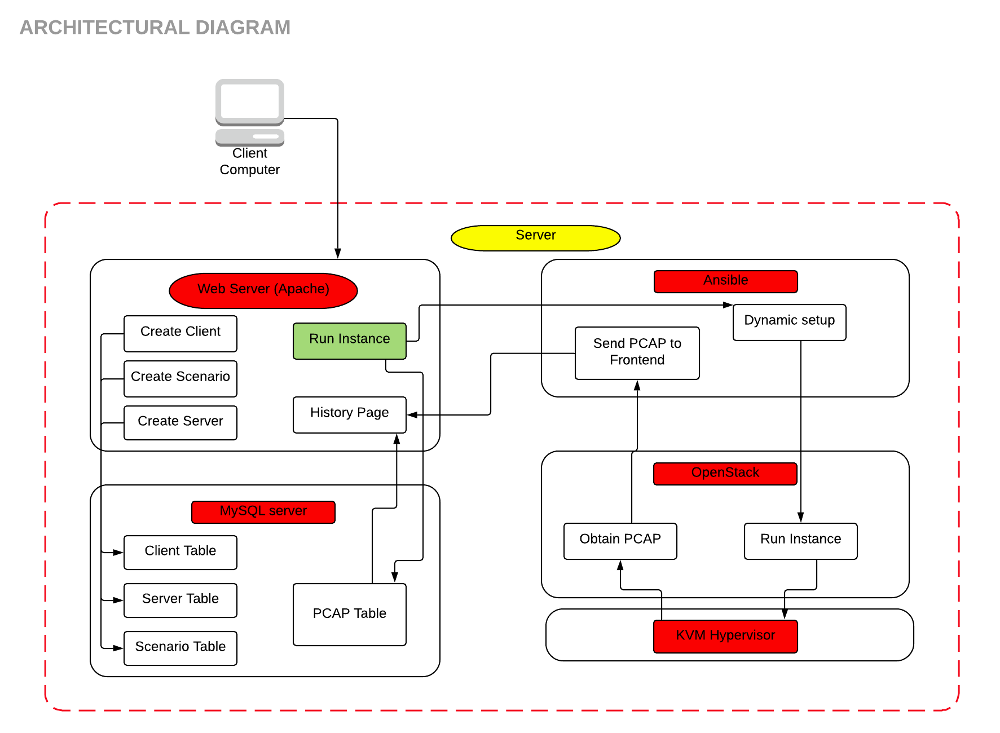 ARCHITECTURAL DIAGRAM
Client
Computer
Server
Web Server (Apache)
Create Client
Create Scenario
Create Server
Run Instance
History Page
Ansible
Dynamic setup
Send PCAP to
Frontend
MySQL server
Client Table
Server Table
Scenario Table
PCAP Table
OpenStack
Obtain PCAP
Run Instance
KVM Hypervisor